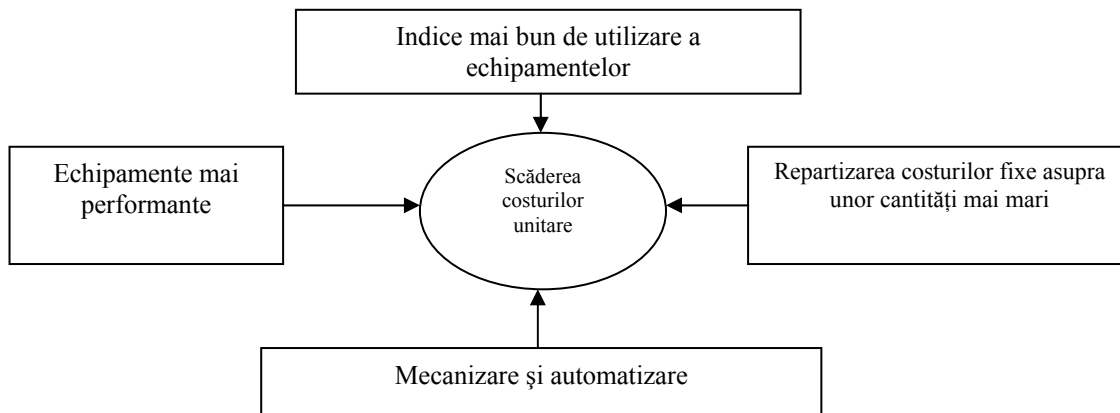 Indice mai bun de utilizare a
echipamentelor
Echipamente mai
performante
Scăderea
costurilor
unitare
Repartizarea costurilor fixe asupra
unor cantități mai mari
Mecanizare şi automatizare